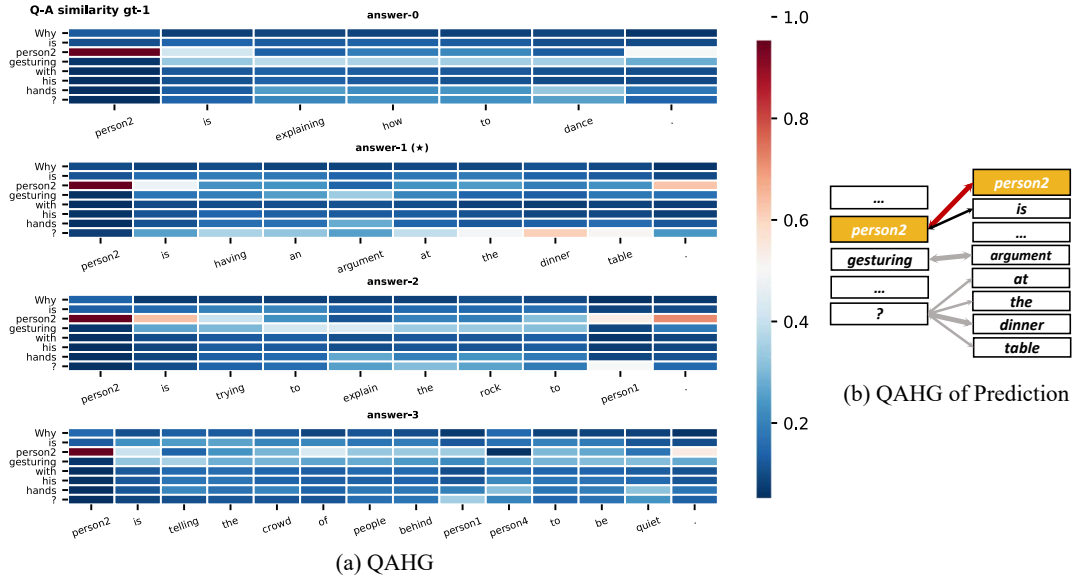 Q-A similarity gt-1
answer-0
Why
is
person2
gesturing
with
his
hands
?
person2 is explaining how to dance .
answer-1 (★)
Why
is
person2
gesturing
with
his
hands
?
person2 is having an argument at the dinner table .
answer-2
Why
is
person2
gesturing
with
his
hands
?
person2 is trying to explain the rock to person1 .
answer-3
Why
is
person2
gesturing
with
his
hands
?
person2 is telling the crowd of people behind person1 person4 to be quiet .
(a) QAHG
1.0
0.8
0.6
0.4
0.2
...
person2
gesturing
...
?
person2
is
...
argument
at
the
dinner
table
(b) QAHG of Prediction